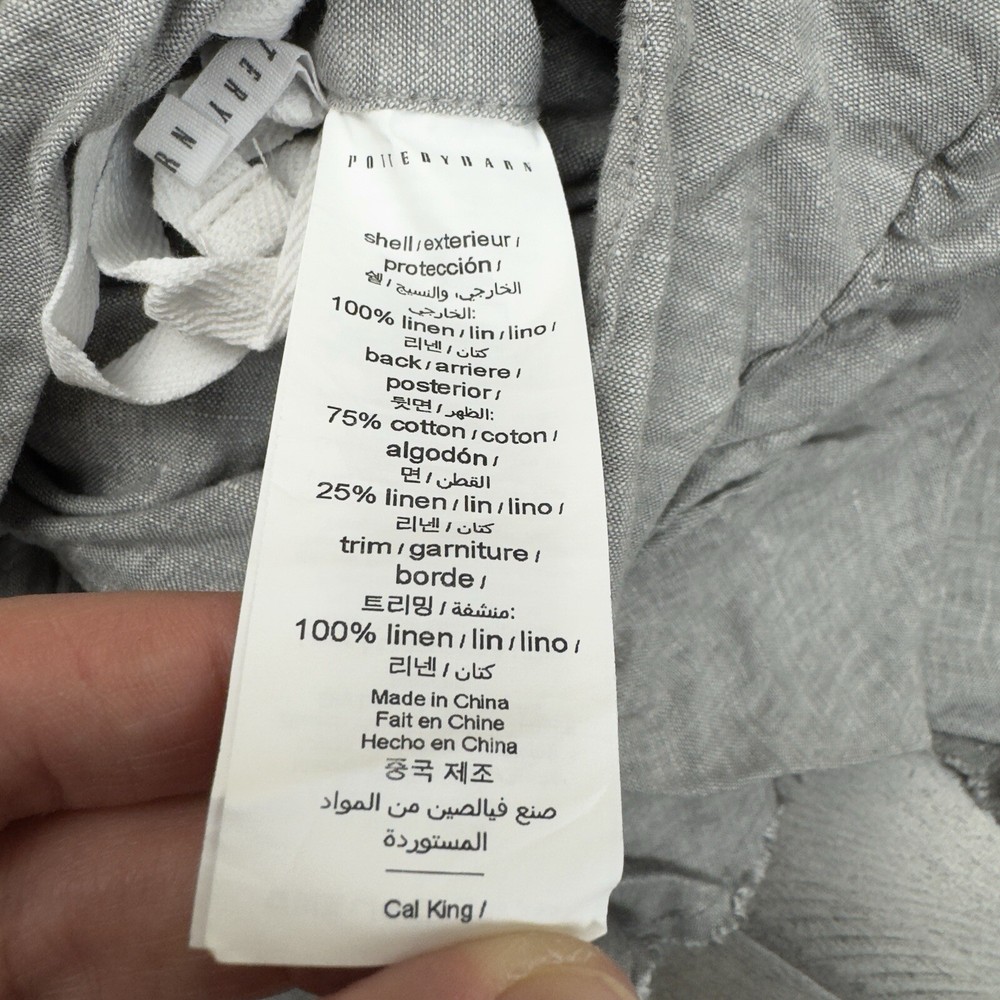 TERY
RN
POTTERYBARN
shell / exterieur /
protección /
쉘 / الخارجي، والنسيج
الخارجي:
100% linen / lin / lino /
리넨 / كتان
back / arriere /
posterior /
뒷면 / الظهر:
75% cotton / coton /
algodón /
면 / القطن
25% linen / lin / lino /
리넨 / كتان
trim / garniture /
borde /
트리밍 / منشفة:
100% linen / lin / lino /
리넨 / كتان
Made in China
Fait en Chine
Hecho en China
중국 제조
صنع فيالصين من المواد
المستوردة
Cal King /